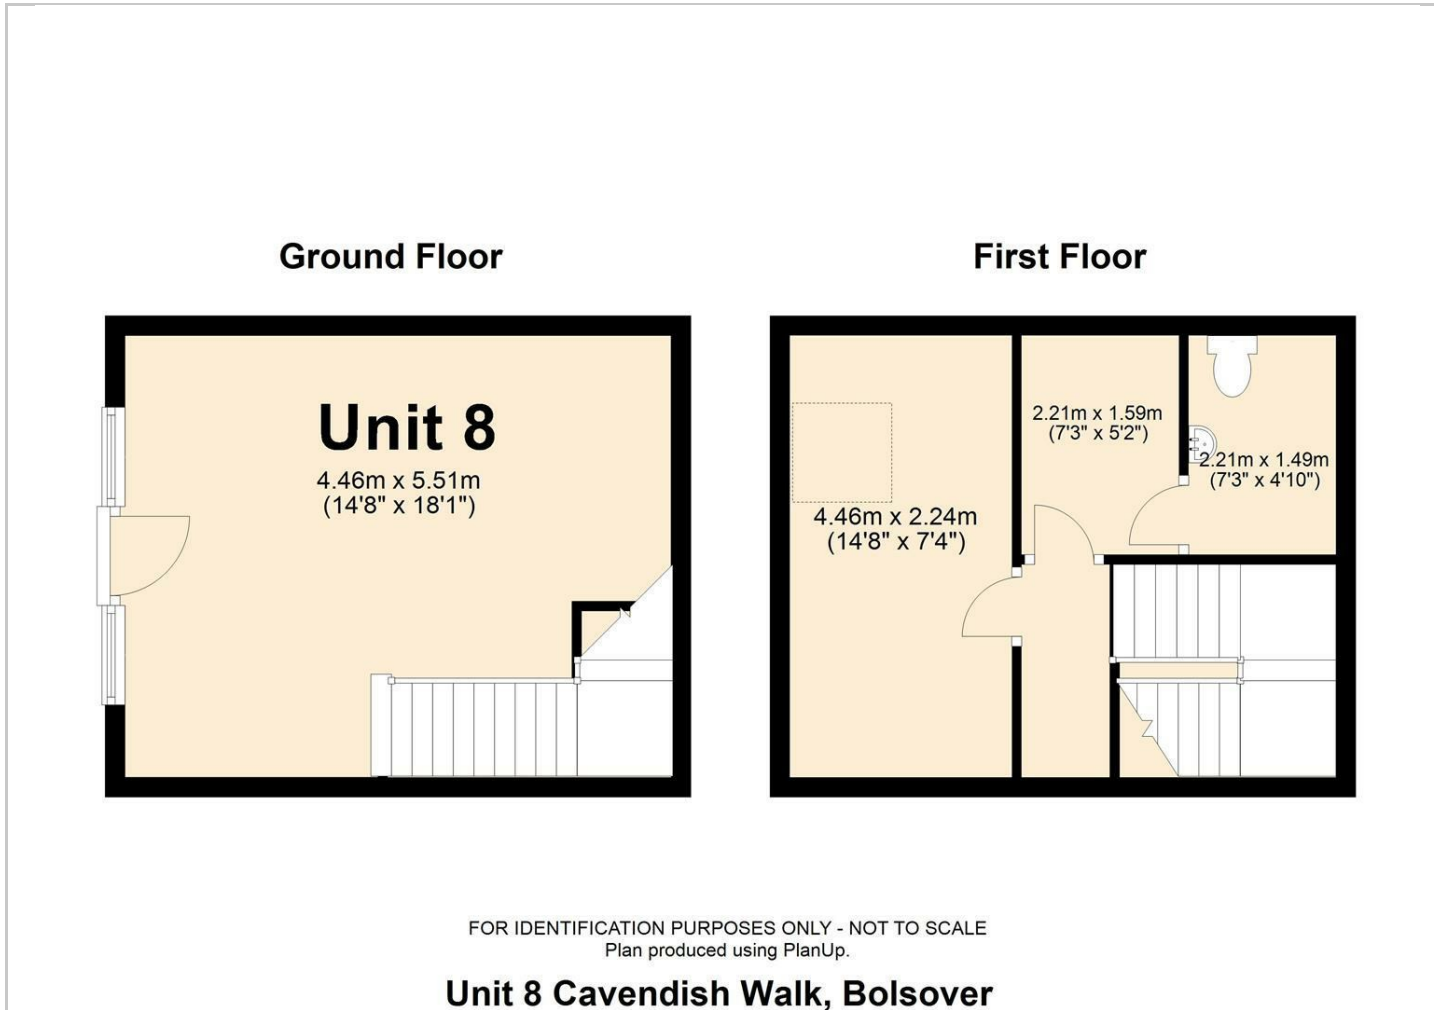 Ground Floor
First Floor
Unit 8
4.46m x 5.51m
(14'8" x 18'1")
4.46m x 2.24m
(14'8" x 7'4")
2.21m x 1.59m
(7'3" x 5'2")
2.21m x 1.49m
(7'3" x 4'10")
FOR IDENTIFICATION PURPOSES ONLY - NOT TO SCALE
Plan produced using PlanUp.
Unit 8 Cavendish Walk, Bolsover